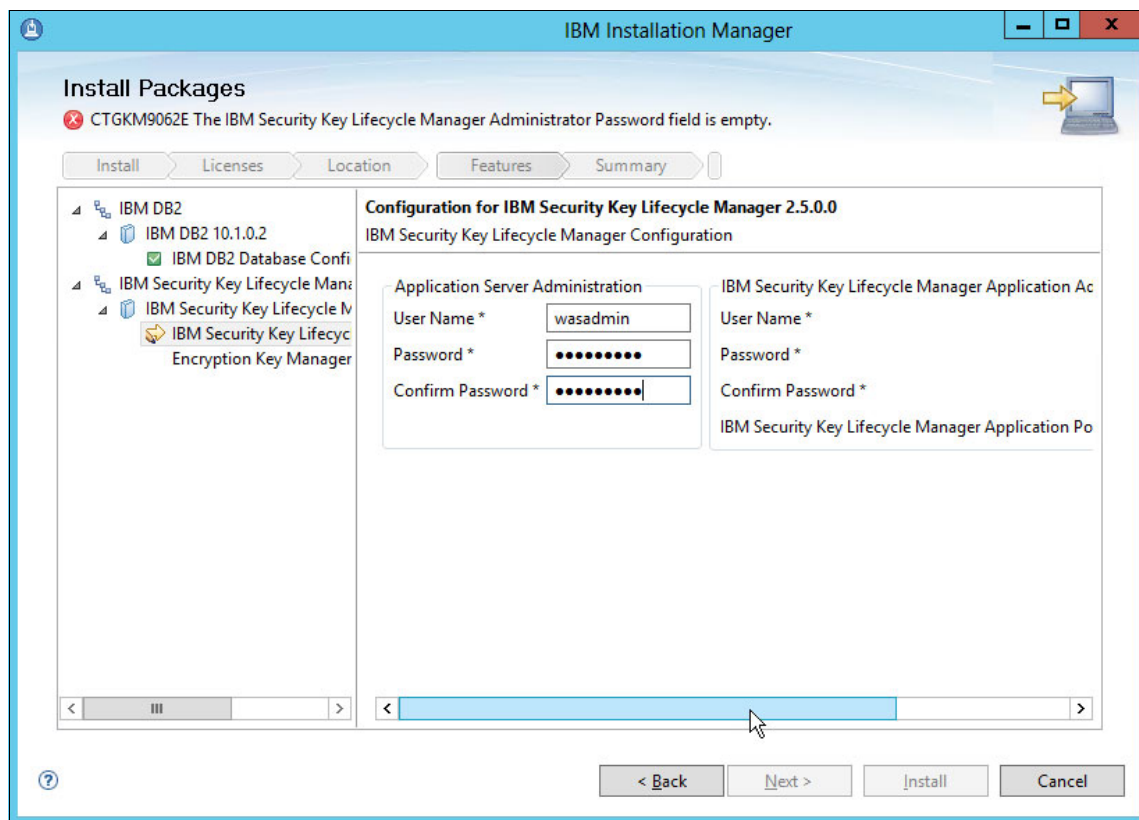 IBM Installation Manager
Install Packages
CTGKM9062E The IBM Security Key Lifecycle Manager Administrator Password field is empty.
Install Licenses Location Features Summary
IBM DB2
IBM DB2 10.1.0.2
IBM DB2 Database Confi
IBM Security Key Lifecycle Mana
IBM Security Key Lifecycle M
IBM Security Key Lifecyc
Encryption Key Manager
Configuration for IBM Security Key Lifecycle Manager 2.5.0.0
IBM Security Key Lifecycle Manager Configuration
Application Server Administration
User Name * wasadmin
Password * •••••••••
Confirm Password * •••••••••
IBM Security Key Lifecycle Manager Application Ac
User Name *
Password *
Confirm Password *
IBM Security Key Lifecycle Manager Application Po
< Back Next > Install Cancel